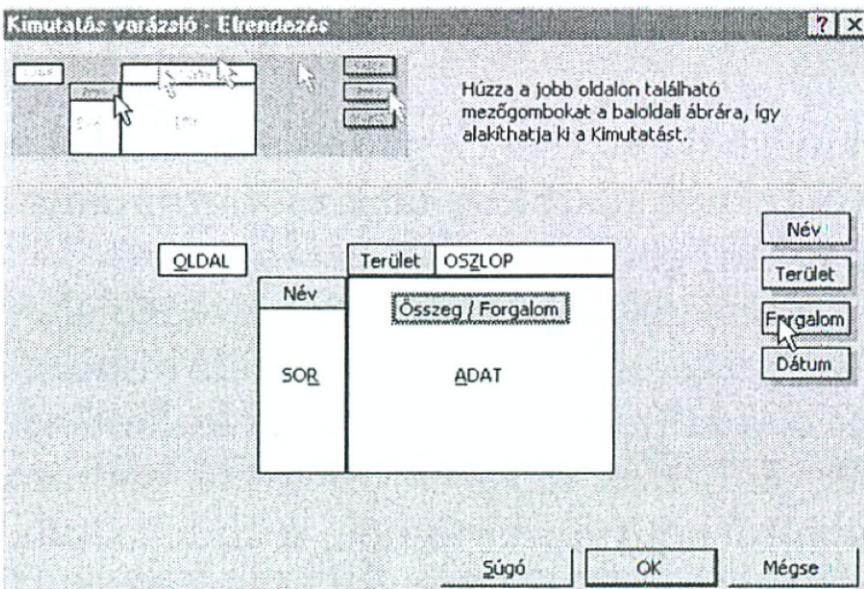 Kimutatás varázsló - Elrendezés
Húzza a jobb oldalon található
mezőgombokat a baloldali ábrára, így
alakíthatja ki a Kimutatást.
OLDAL
Terület OSZLOP
Név
Összeg / Forgalom
SOR
ADAT
Név
Terület
Forgalom
Dátum
Súgó OK Mégse